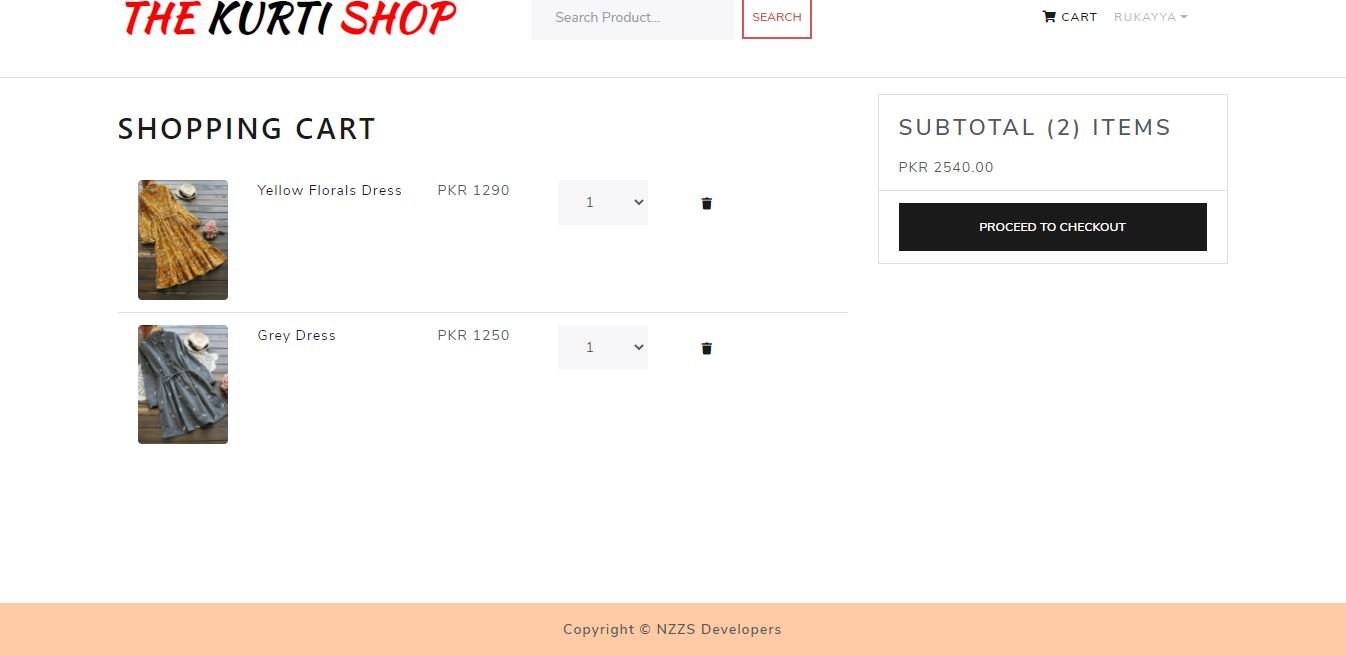 THE KURTI SHOP
Search Product...
SEARCH
CART
RUKAYYA
SHOPPING CART
Yellow Florals Dress
PKR 1290
1
Grey Dress
PKR 1250
1
SUBTOTAL (2) ITEMS
PKR 2540.00
PROCEED TO CHECKOUT
Copyright © NZZS Developers